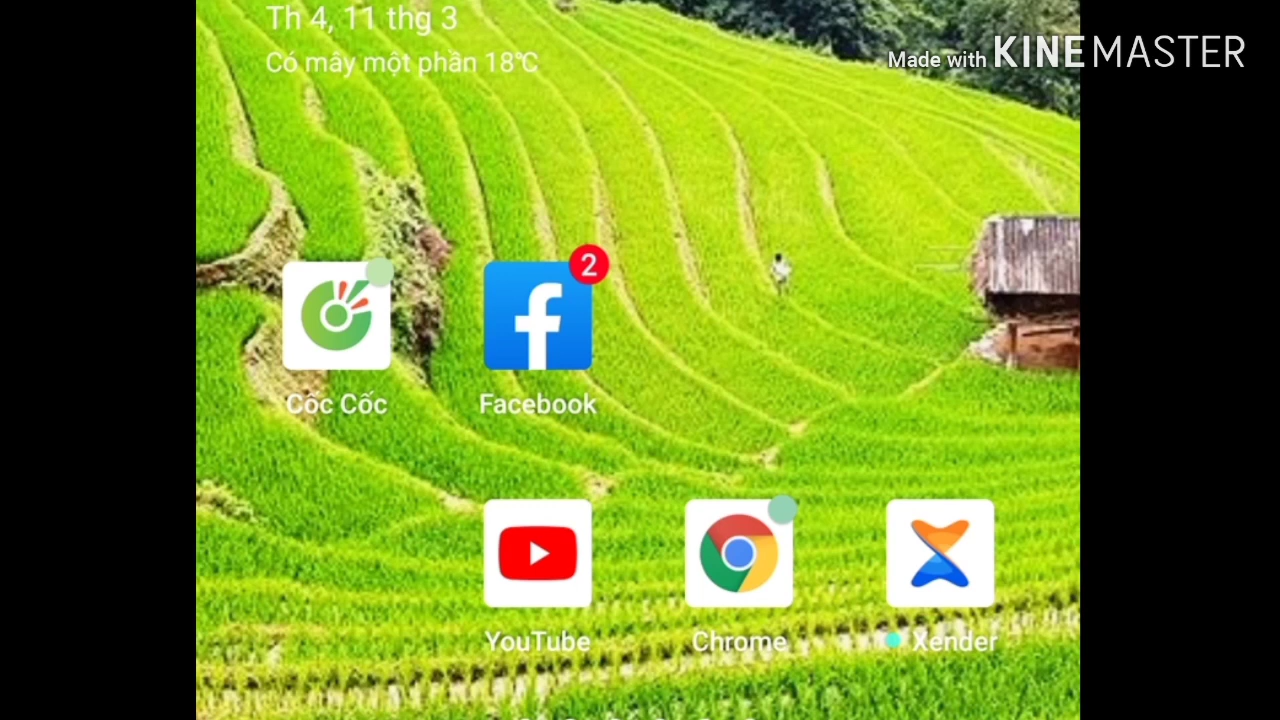 Th 4, 11 thg 3
Có mây một phần 18°C
Made with KINEMASTER
2
Cốc Cốc
Facebook
YouTube
Chrome
Xender